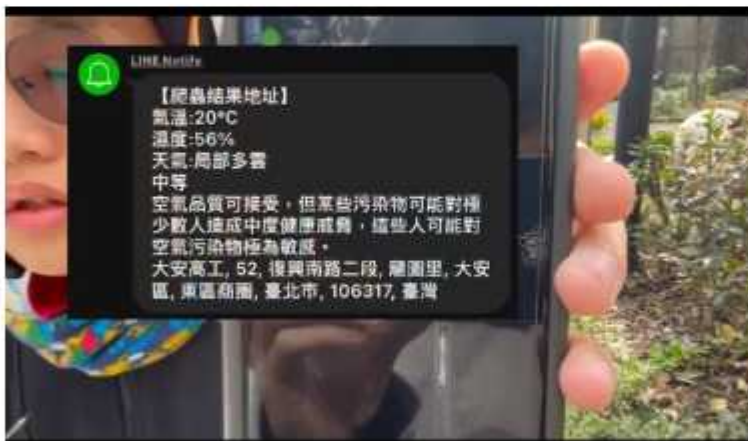 LINE Notify
【爬蟲結果地址】
氣溫:20°C
濕度:56%
天氣:局部多雲
中等
空氣品質可接受，但某些污染物可能對極
少數人造成中度健康威脅，這些人可能對
空氣污染物極為敏感。
大安高工, 52, 復興南路二段, 龍圖里, 大安
區, 東區商圈, 臺北市, 106317, 臺灣